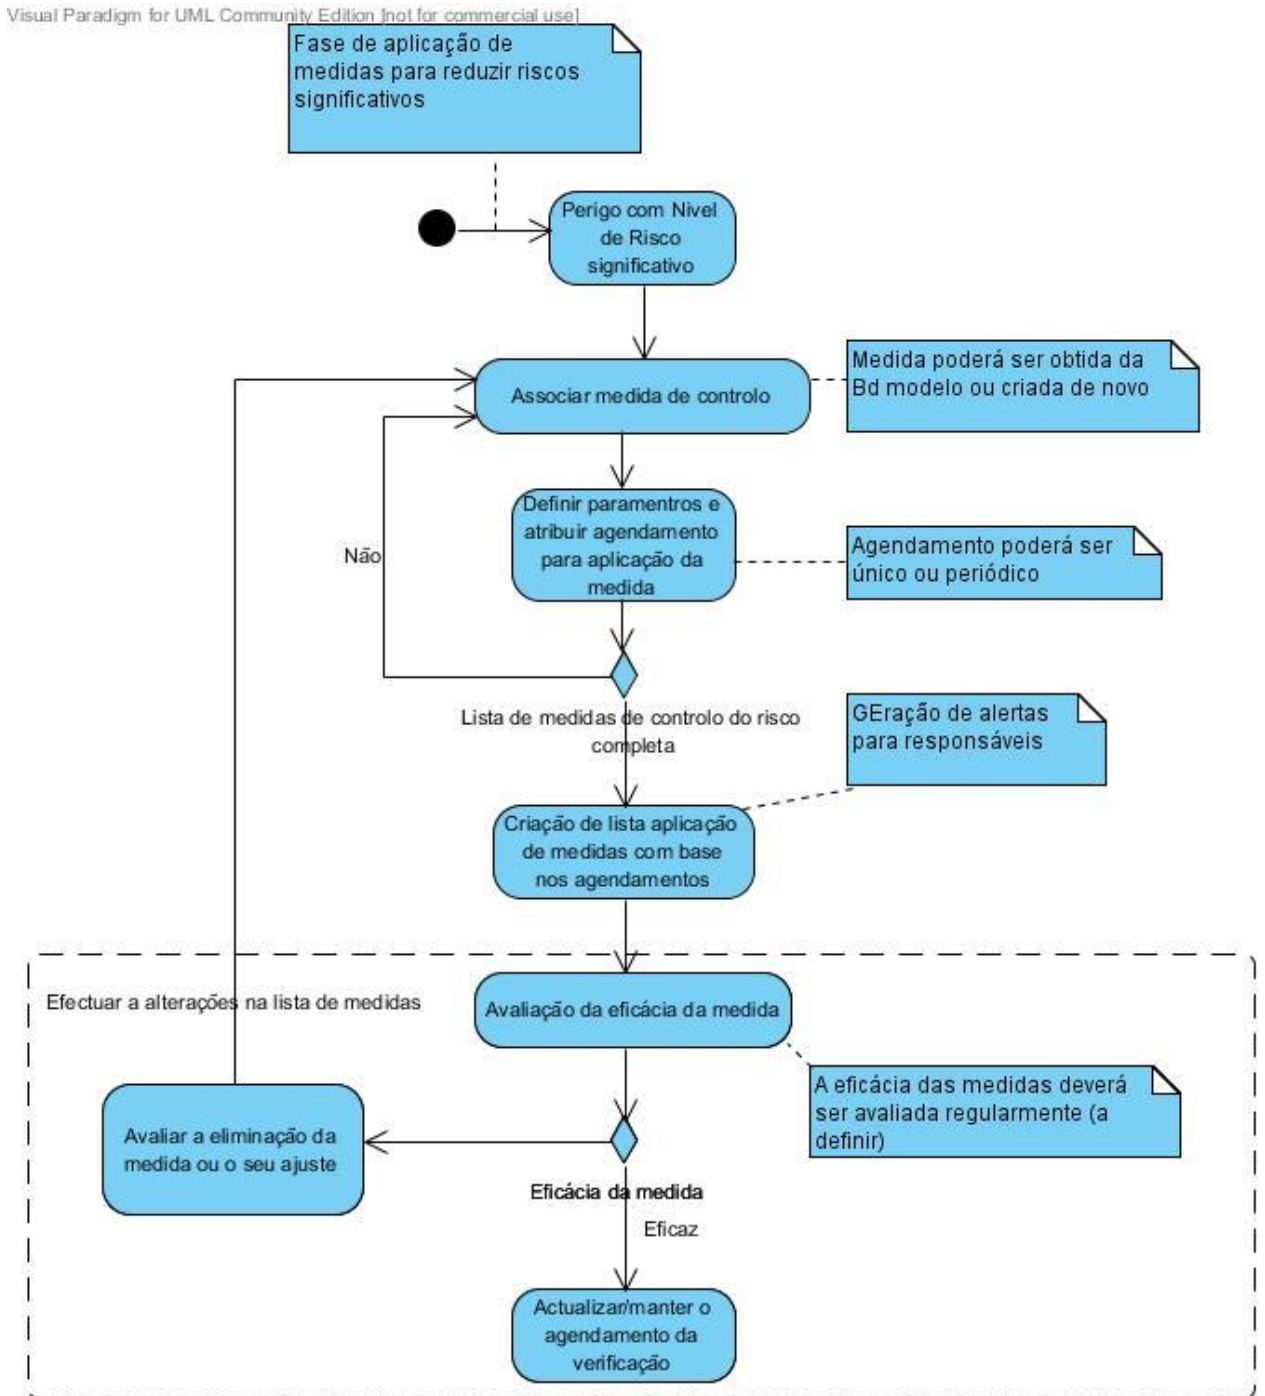 Visual Paradigm for UML Community Edition [not for commercial use]
Fase de aplicação de
medidas para reduzir riscos
significativos
Perigo com Nivel
de Risco
significativo
Associar medida de controlo
Medida poderá ser obtida da
Bd modelo ou criada de novo
Definir paramentros e
atribuir agendamento
para aplicação da
medida
Não
Agendamento poderá ser
único ou periódico
Lista de medidas de controlo do risco
completa
GEração de alertas
para responsáveis
Criação de lista aplicação
de medidas com base
nos agendamentos
Efectuar a alterações na lista de medidas
Avaliação da eficácia da medida
A eficácia das medidas deverá
ser avaliada regularmente (a
definir)
Avaliar a eliminação da
medida ou o seu ajuste
Eficácia da medida
Eficaz
Actualizar/manter o
agendamento da
verificação